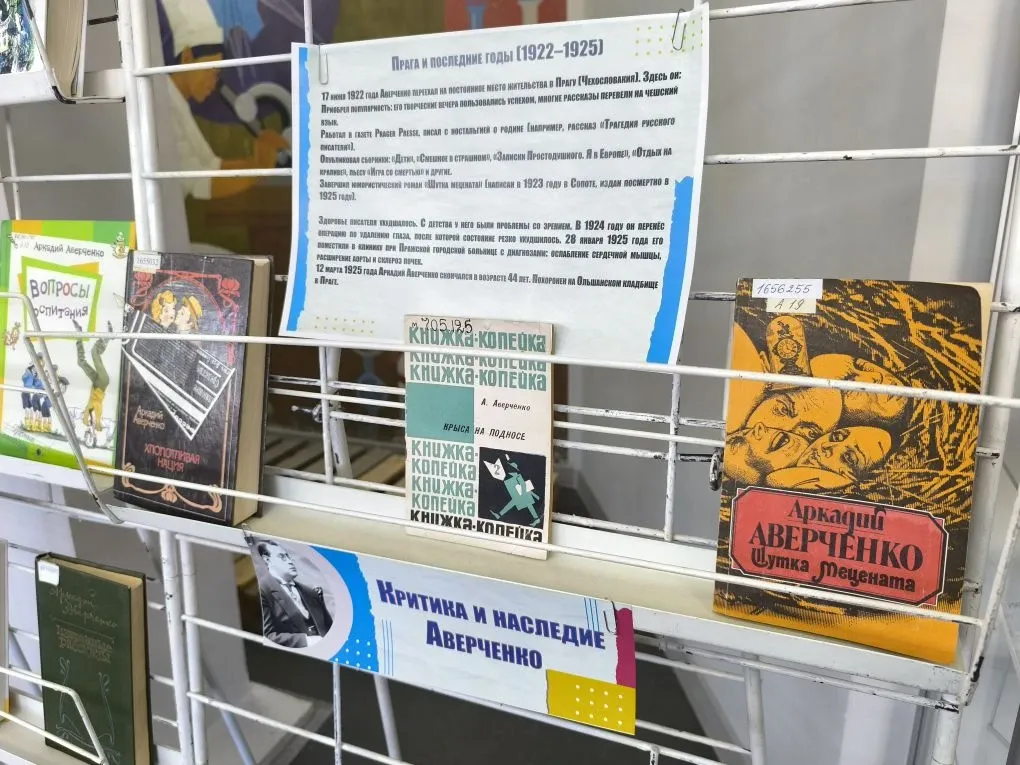 Прага и последние годы (1922–1925)
17 июня 1922 года Аверченко переехал на постоянное место жительства в Прагу (Чехословакия). Здесь он:
Приобрел популярность: его творческие вечера пользовались успехом, многие рассказы перевели на чешский
язык.
Работал в газете Prager Presse, писал с ностальгией о родине (например, рассказ «Трагедия русского
писателя»).
Опубликовал сборники: «Дети», «Смешное в страшном», «Записки Простодушного. Я в Европе», «Отдых на
крапиве», пьесу «Игра со смертью» и другие.
Завершил юмористический роман «Шутка мецената» (написан в 1923 году в Сопоте, издан посмертно в
1925 году).
Здоровье писателя ухудшалось. С детства у него были проблемы со зрением. В 1924 году он перенёс
операцию по удалению глаза, после которой состояние резко ухудшилось. 28 января 1925 года его
поместили в клинику при Пражской городской больнице с диагнозами: ослабление сердечной мышцы,
расширение аорты и склероз почек.
12 марта 1925 года Аркадий Аверченко скончался в возрасте 44 лет. Похоронен на Ольшанском кладбище
в Праге.
Аркадий Аверченко
Вопросы
воспитания
1655032
Аркадий
Аверченко
ХЛОПОТЛИВАЯ
НАЦИЯ
705195
КНИЖКА-КОПЕЙКА
КНИЖКА-КОПЕЙКА
КНИЖКА-КОПЕЙКА
А. Аверченко
КРЫСА НА ПОДНОСЕ
КНИЖКА-
КОПЕЙКА
КНИЖКА-
КОПЕЙКА
КОПЕЙКА
КНИЖКА-КОПЕЙКА
2
1656255
А 19
Аркадий
АВЕРЧЕНКО
Шутка Мецената
Критика и наследие
Аверченко
Аркадий
Аверченко